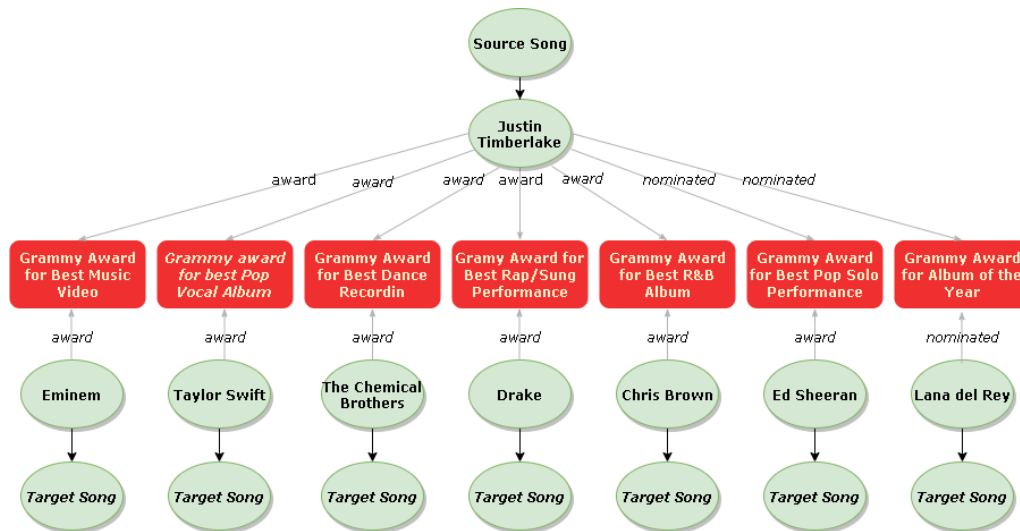 Source Song
Justin
Timberlake
award
award
award
award
award
nominated
nominated
Grammy Award
for Best Music
Video
Grammy award
for best Pop
Vocal Album
Grammy Award
for Best Dance
Recordin
Gramy Award for
Best Rap/Sung
Performance
Grammy Award
for Best R&B
Album
Grammy Award
for Best Pop Solo
Performance
Grammy Award
for Album of the
Year
award
award
award
award
award
award
nominated
Eminem
Taylor Swift
The Chemical
Brothers
Drake
Chris Brown
Ed Sheeran
Lana del Rey
Target Song
Target Song
Target Song
Target Song
Target Song
Target Song
Target Song